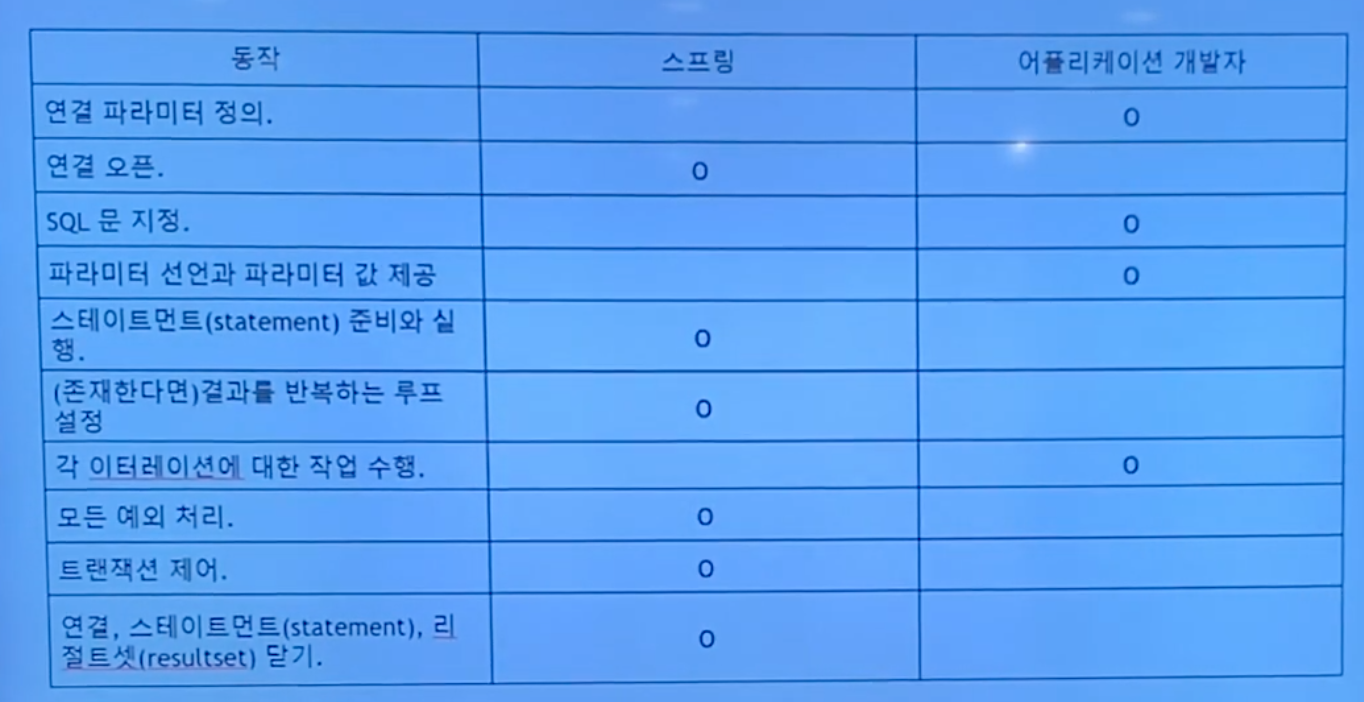 동작 스프링 어플리케이션 개발자
연결 파라미터 정의. O
연결 오픈. O
SQL 문 지정. O
파라미터 선언과 파라미터 값 제공 O
스테이트먼트(statement) 준비와 실
행. O
(존재한다면)결과를 반복하는 루프
설정 O
각 이터레이션에 대한 작업 수행. O
모든 예외 처리. O
트랜잭션 제어. O
연결, 스테이트먼트(statement), 리
절트셋(resultset) 닫기. O